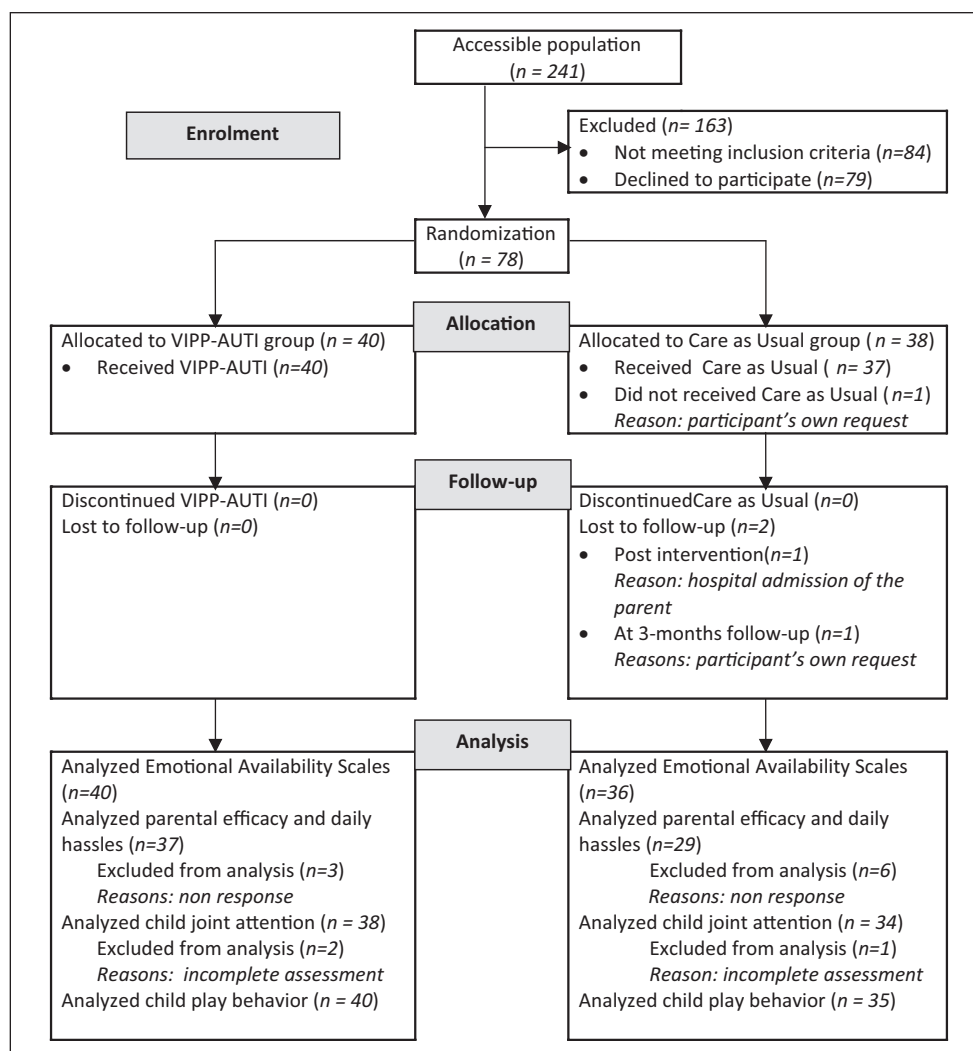 Accessible population
(n = 241)
Enrolment
Excluded (n= 163)
• Not meeting inclusion criteria (n=84)
• Declined to participate (n=79)
Randomization
(n = 78)
Allocation
Allocated to VIPP-AUTI group (n = 40)
• Received VIPP-AUTI (n=40)
Allocated to Care as Usual group (n = 38)
• Received Care as Usual (n = 37)
• Did not received Care as Usual (n=1)
Reason: participant's own request
Follow-up
Discontinued VIPP-AUTI (n=0)
Lost to follow-up (n=0)
DiscontinuedCare as Usual (n=0)
Lost to follow-up (n=2)
• Post intervention(n=1)
Reason: hospital admission of the
parent
• At 3-months follow-up (n=1)
Reasons: participant's own request
Analysis
Analyzed Emotional Availability Scales
(n=40)
Analyzed parental efficacy and daily
hassles (n=37)
Excluded from analysis (n=3)
Reasons: non response
Analyzed child joint attention (n = 38)
Excluded from analysis (n=2)
Reasons: incomplete assessment
Analyzed child play behavior (n = 40)
Analyzed Emotional Availability Scales
(n=36)
Analyzed parental efficacy and daily
hassles (n=29)
Excluded from analysis (n=6)
Reasons: non response
Analyzed child joint attention (n = 34)
Excluded from analysis (n=1)
Reason: incomplete assessment
Analyzed child play behavior (n = 35)